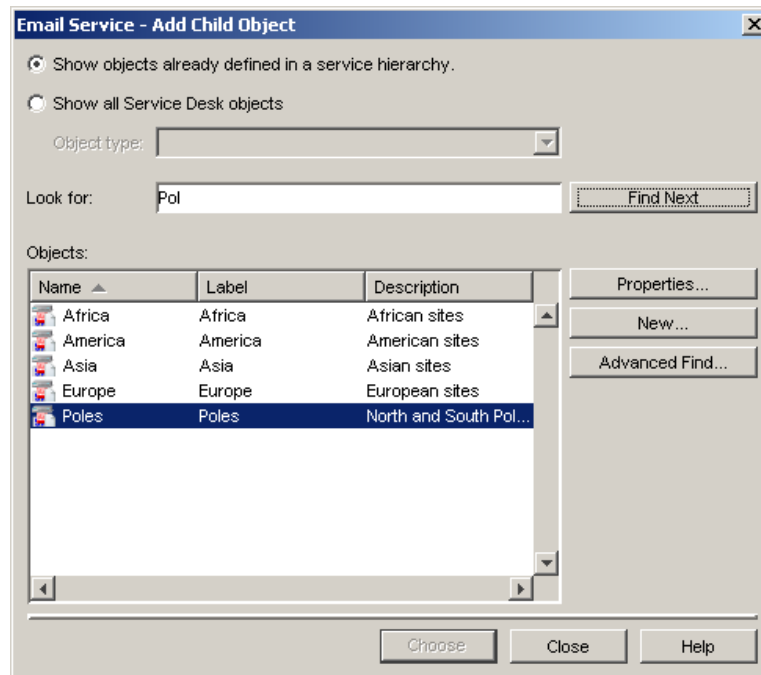 Email Service - Add Child Object
Show objects already defined in a service hierarchy.
Show all Service Desk objects
Object type:
Look for: Pol Find Next
Objects:
Name Label Description Properties...
Africa Africa African sites New...
America America American sites
Asia Asia Asian sites Advanced Find...
Europe Europe European sites
Poles Poles North and South Pol...
Choose Close Help